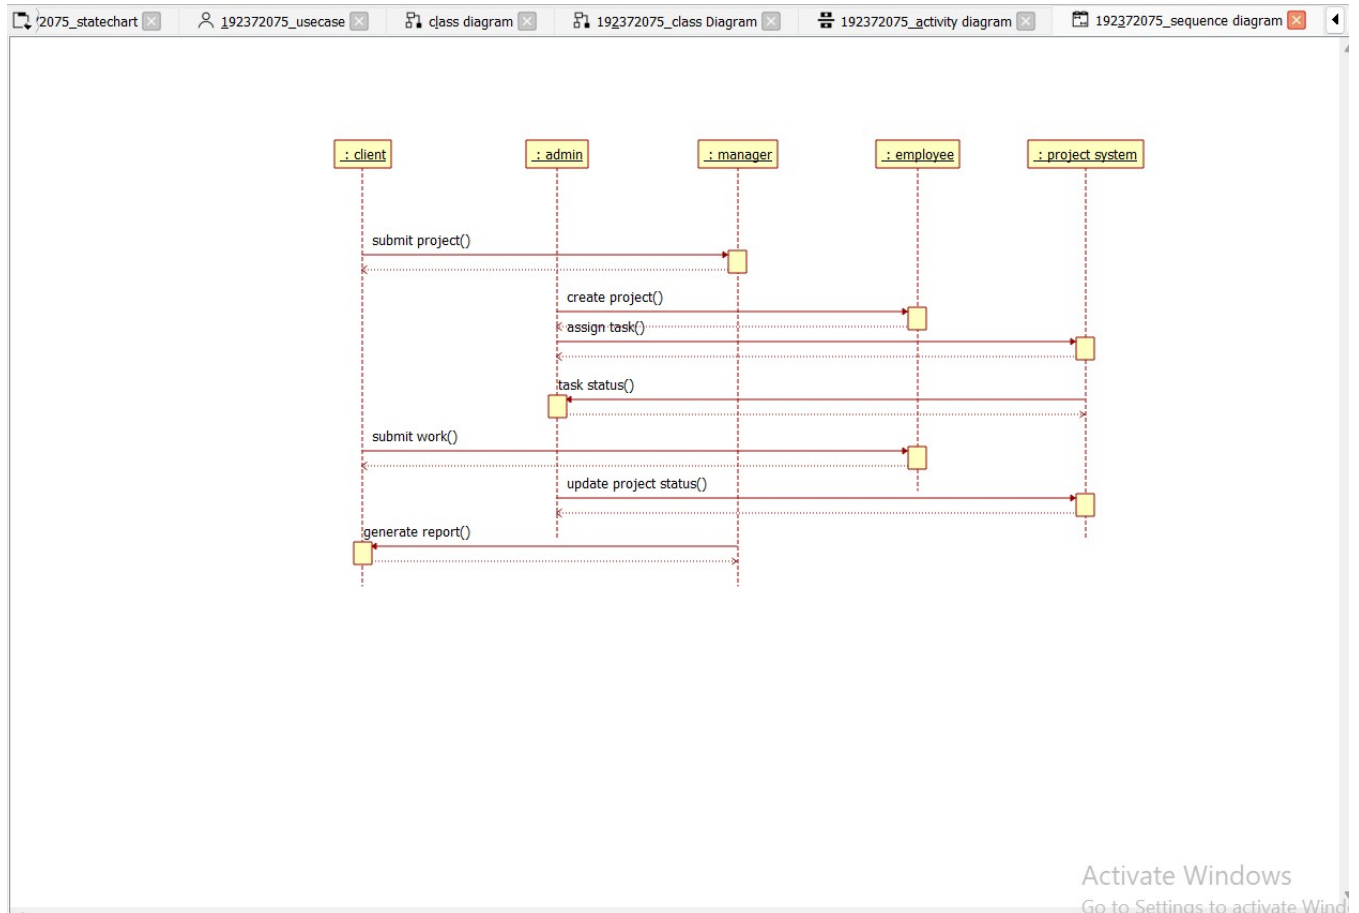 2075_statechart
192372075_usecase
class diagram
192372075_class Diagram
192372075_activity diagram
192372075_sequence diagram
: client
: admin
: manager
: employee
: project system
submit project()
create project()
assign task()
task status()
submit work()
update project status()
generate report()
Activate Windows
Go to Settings to activate Wind